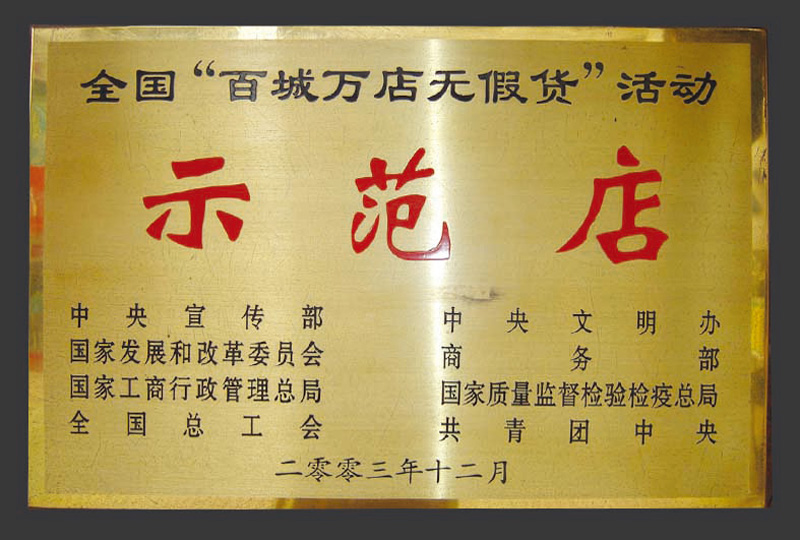 全国“百城万店无假货”活动
示范店
中央宣传部
国家发展和改革委员会
国家工商行政管理总局
全国总工会
中央文明办
商务部
国家质量监督检验检疫总局
共青团中央
二零零三年十二月